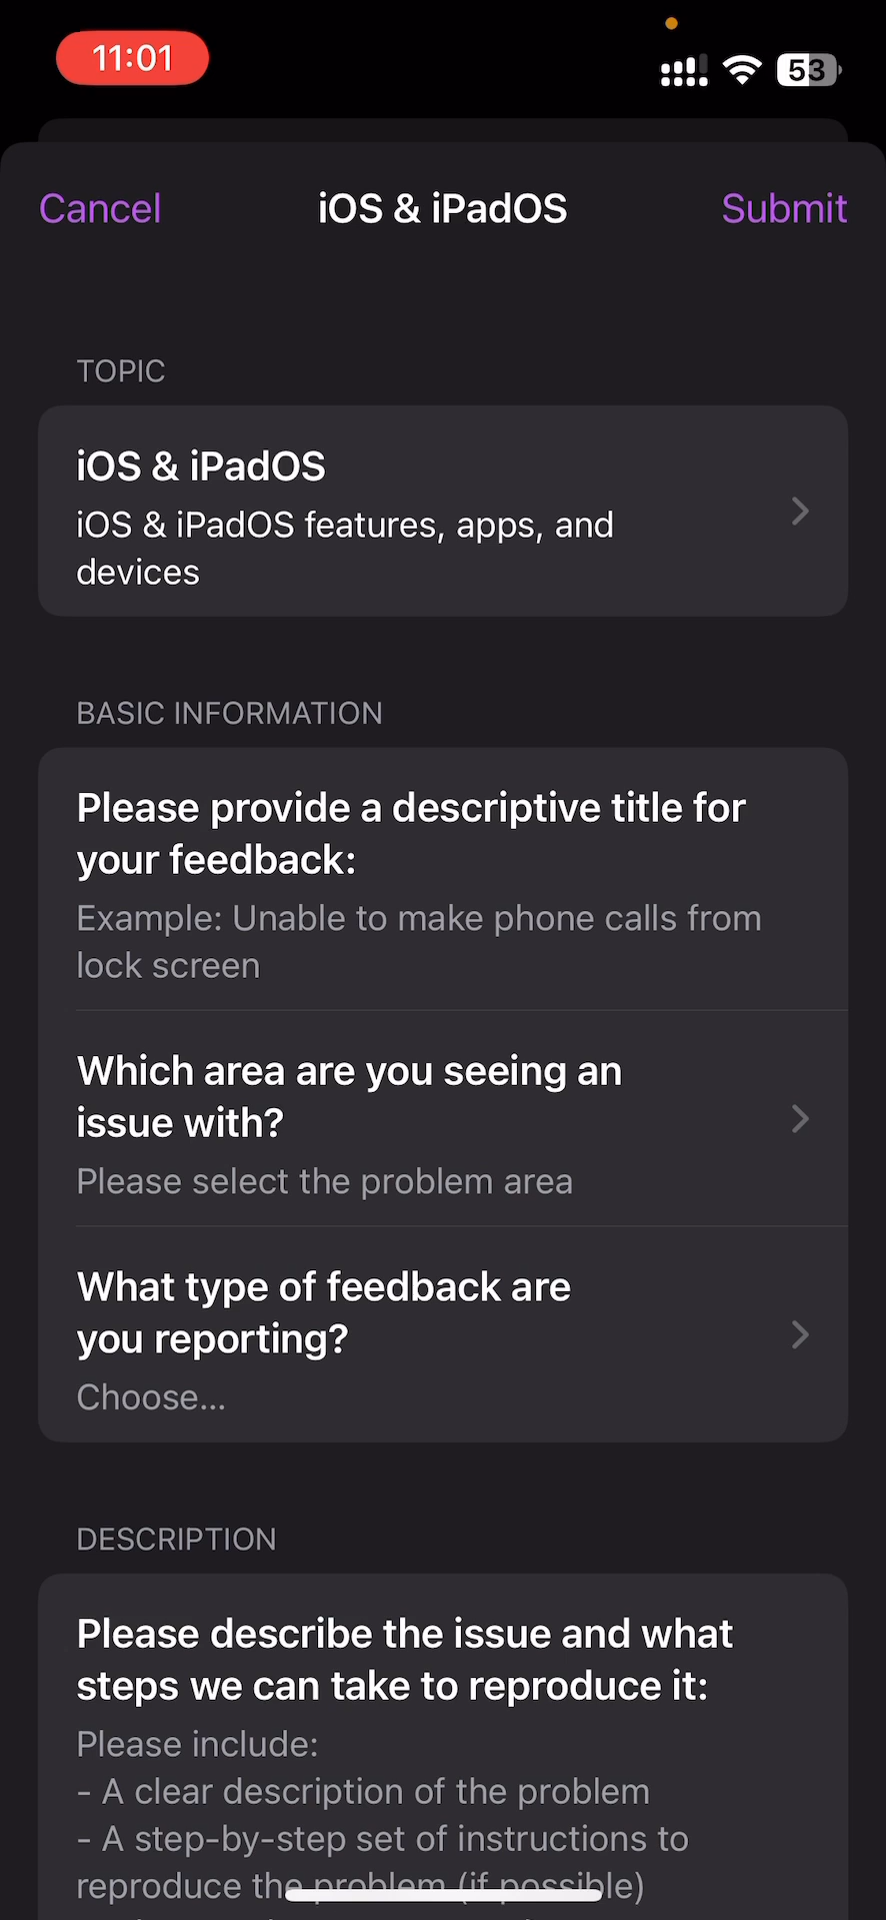 11:01
53
Cancel
iOS & iPadOS
Submit
TOPIC
iOS & iPadOS
iOS & iPadOS features, apps, and
devices
BASIC INFORMATION
Please provide a descriptive title for
your feedback:
Example: Unable to make phone calls from
lock screen
Which area are you seeing an
issue with?
Please select the problem area
What type of feedback are
you reporting?
Choose...
DESCRIPTION
Please describe the issue and what
steps we can take to reproduce it:
Please include:
- A clear description of the problem
- A step-by-step set of instructions to
reproduce the problem (if possible)